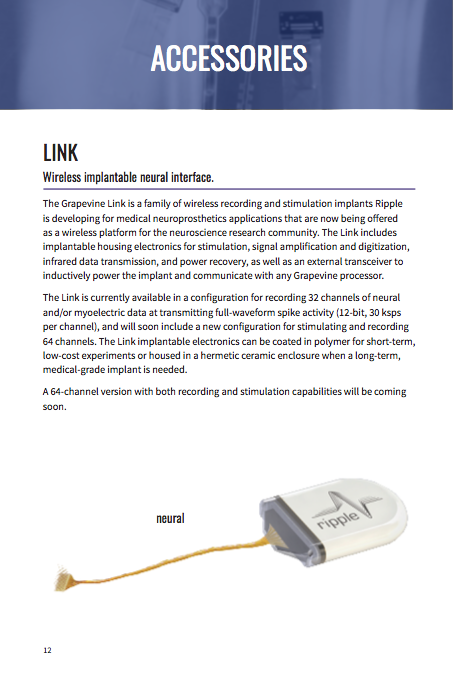 ACCESSORIES
LINK
Wireless implantable neural interface.
The Grapevine Link is a family of wireless recording and stimulation implants Ripple
is developing for medical neuroprosthetics applications that are now being offered
as a wireless platform for the neuroscience research community. The Link includes
implantable housing electronics for stimulation, signal amplification and digitization,
infrared data transmission, and power recovery, as well as an external transceiver to
inductively power the implant and communicate with any Grapevine processor.
The Link is currently available in a configuration for recording 32 channels of neural
and/or myoelectric data at transmitting full-waveform spike activity (12-bit, 30 ksps
per channel), and will soon include a new configuration for stimulating and recording
64 channels. The Link implantable electronics can be coated in polymer for short-term,
low-cost experiments or housed in a hermetic ceramic enclosure when a long-term,
medical-grade implant is needed.
A 64-channel version with both recording and stimulation capabilities will be coming
soon.
neural
ripple
12